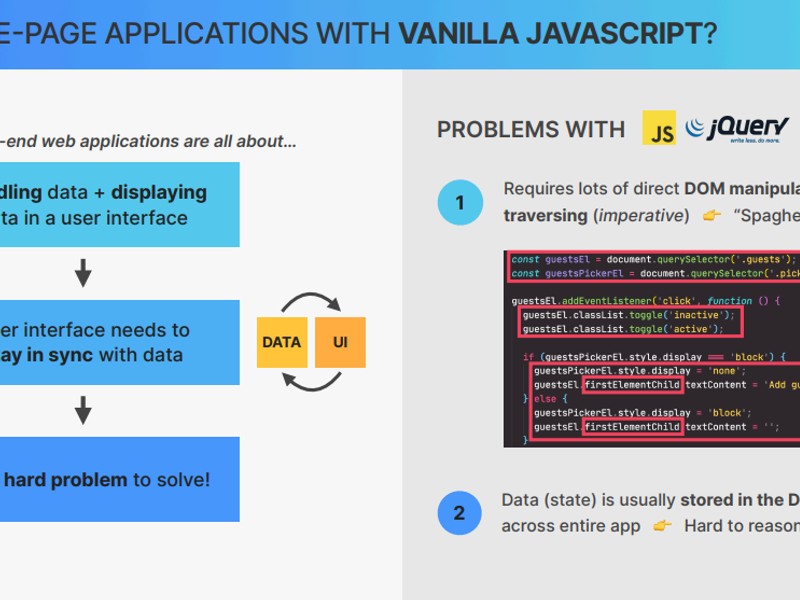 E-PAGE APPLICATIONS WITH VANILLA JAVASCRIPT?
-end web applications are all about...
dling data + displaying
ta in a user interface
er interface needs to
ay in sync with data
DATA
UI
hard problem to solve!
PROBLEMS WITH JS jQuery
write less, do more.
1
Requires lots of direct DOM manipula
traversing (imperative) 👉 “Spaghe
const guestsEl = document.querySelector('.guests');
const guestsPickerEl = document.querySelector('.pick
guestsEl.addEventListener('click', function () {
guestsEl.classList.toggle('inactive');
guestsEl.classList.toggle('active');
if (guestsPickerEl.style.display === 'block') {
guestsPickerEl.style.display = 'none';
guestsEl.firstElementChild.textContent = 'Add gu
} else {
guestsPickerEl.style.display = 'block';
guestsEl.firstElementChild.textContent = '';
}
2
Data (state) is usually stored in the D
across entire app 👉 Hard to reason